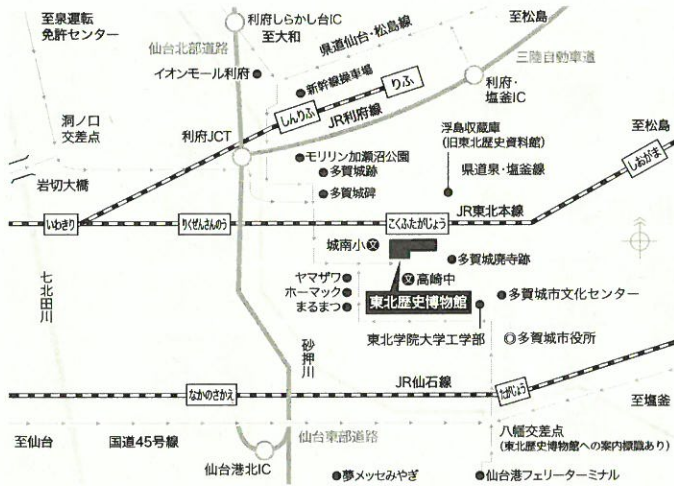 至泉運転
免許センター
利府しらかし台IC
至大和
仙台北部道路
イオンモール利府
県道仙台・松島線
至松島
三陸自動車道
新幹線操車場
りふ
しんりふ
JR利府線
利府・
塩釜IC
洞ノ口
交差点
利府JCT
浮島収蔵庫
(旧東北歴史資料館)
至松島
モリリン加瀬沼公園
多賀城跡
多賀城碑
県道泉・塩釜線
しおがま
岩切大橋
JR東北本線
いわきり
りくぜんさんのう
こくふたがじょう
城南小
文
多賀城廃寺跡
七北田川
ヤマザワ
ホーマック
まるまつ
文
高崎中
東北歴史博物館
多賀城市文化センター
東北学院大学工学部
多賀城市役所
砂押川
JR仙石線
なかのさかえ
たがじょう
至塩釜
至仙台
国道45号線
仙台東部道路
八幡交差点
(東北歴史博物館への案内標識あり)
仙台港北IC
夢メッセみやぎ
仙台港フェリーターミナル